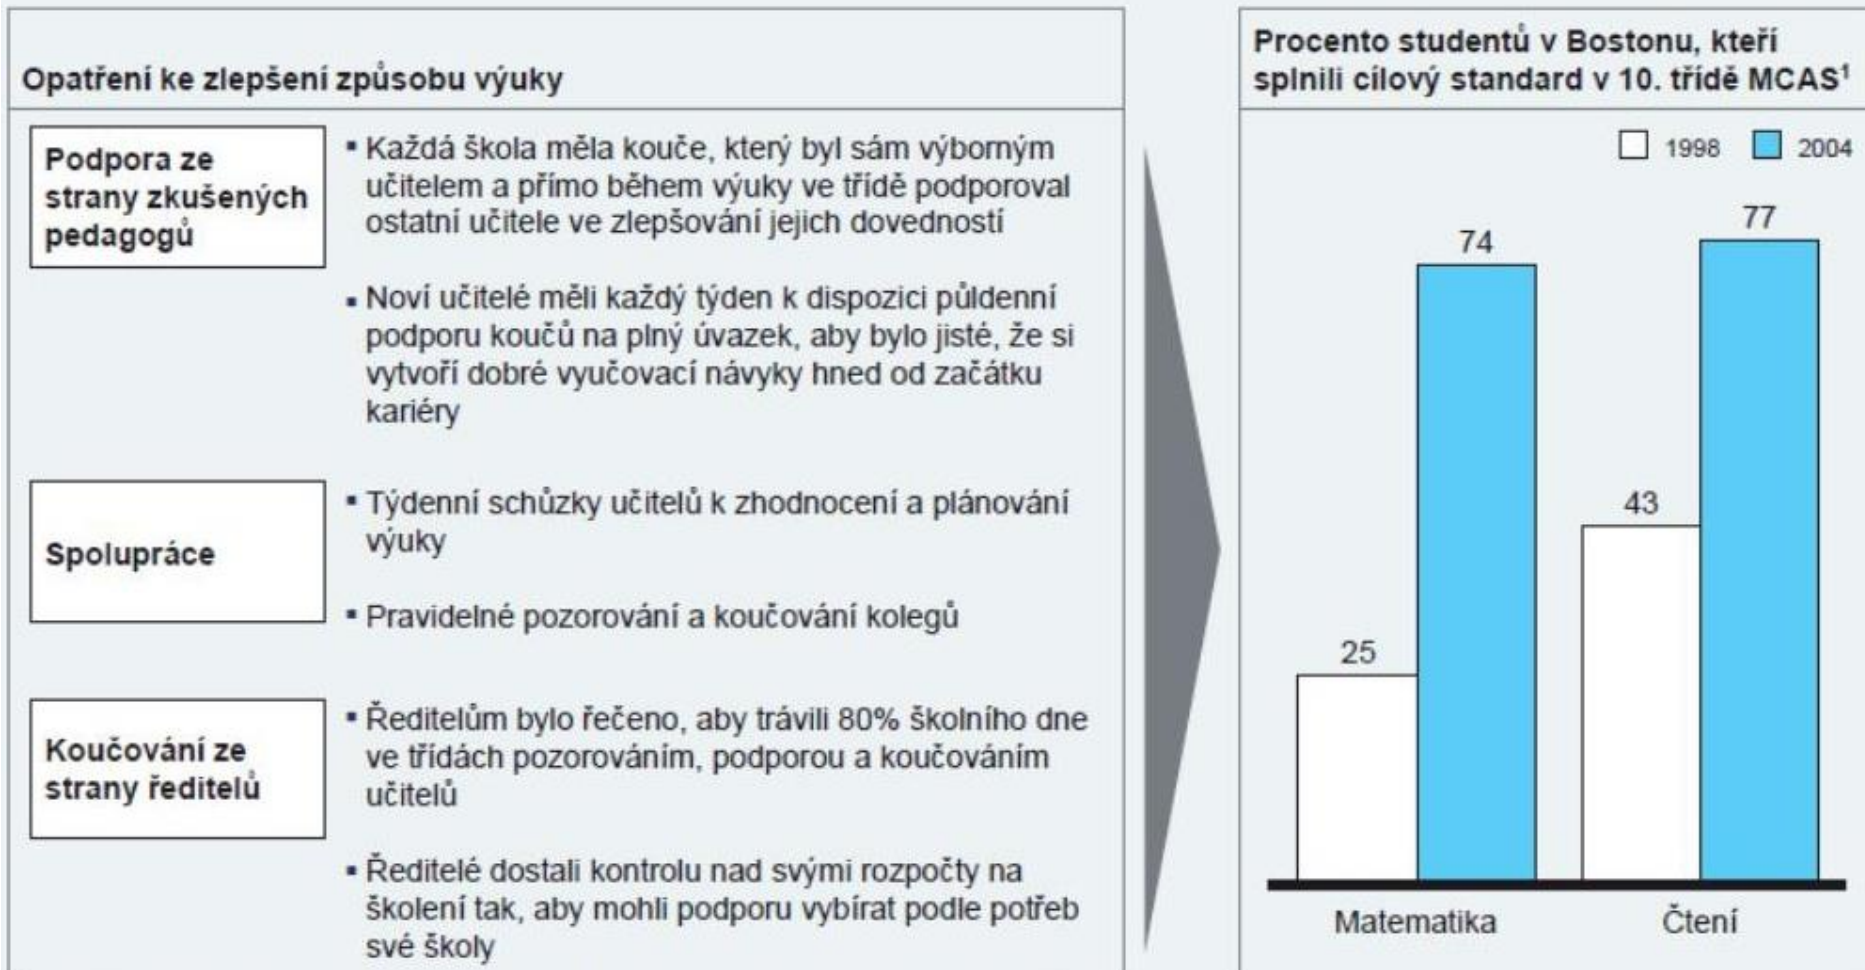 Opatření ke zlepšení způsobu výuky
Podpora ze
strany zkušených
pedagogů
▪ Každá škola měla kouče, který byl sám výborným
učitelem a přímo během výuky ve třídě podporoval
ostatní učitele ve zlepšování jejich dovedností
▪ Noví učitelé měli každý týden k dispozici půldenní
podporu koučů na plný úvazek, aby bylo jisté, že si
vytvoří dobré vyučovací návyky hned od začátku
kariéry
Spolupráce
▪ Týdenní schůzky učitelů k zhodnocení a plánování
výuky
▪ Pravidelné pozorování a koučování kolegů
Koučování ze
strany ředitelů
▪ Ředitelům bylo řečeno, aby trávili 80% školního dne
ve třídách pozorováním, podporou a koučováním
učitelů
▪ Ředitelé dostali kontrolu nad svými rozpočty na
školení tak, aby mohli podporu vybírat podle potřeb
své školy
Procento studentů v Bostonu, kteří
splnili cílový standard v 10. třídě MCAS¹
1998 2004
77
74
43
25
Matematika Čtení